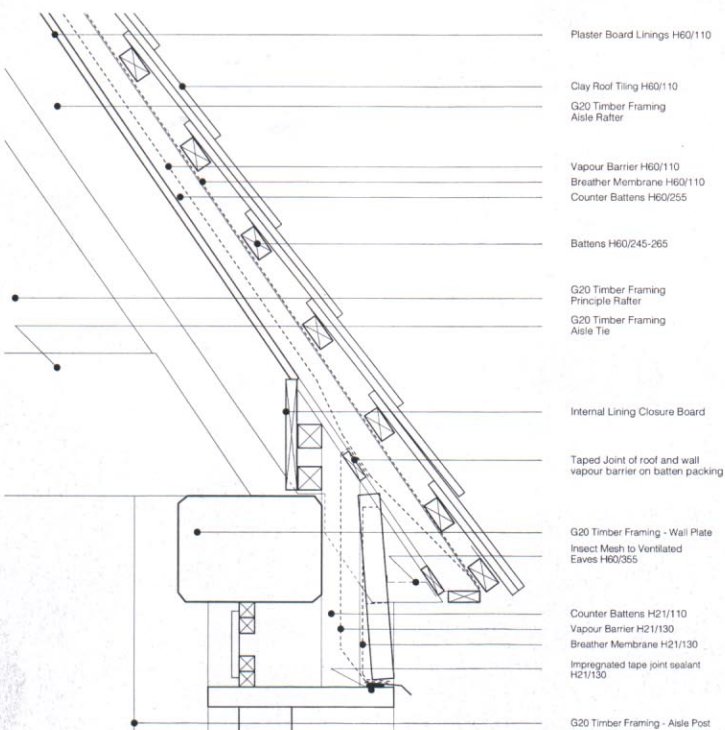 Plaster Board Linings H60/110
Clay Roof Tiling H60/110
G20 Timber Framing
Aisle Rafter
Vapour Barrier H60/110
Breather Membrane H60/110
Counter Battens H60/255
Battens H60/245-265
G20 Timber Framing
Principle Rafter
G20 Timber Framing
Aisle Tie
Internal Lining Closure Board
Taped Joint of roof and wall
vapour barrier on batten packing
G20 Timber Framing - Wall Plate
Insect Mesh to Ventilated
Eaves H60/355
Counter Battens H21/110
Vapour Barrier H21/130
Breather Membrane H21/130
Impregnated tape joint sealant
H21/130
G20 Timber Framing - Aisle Post